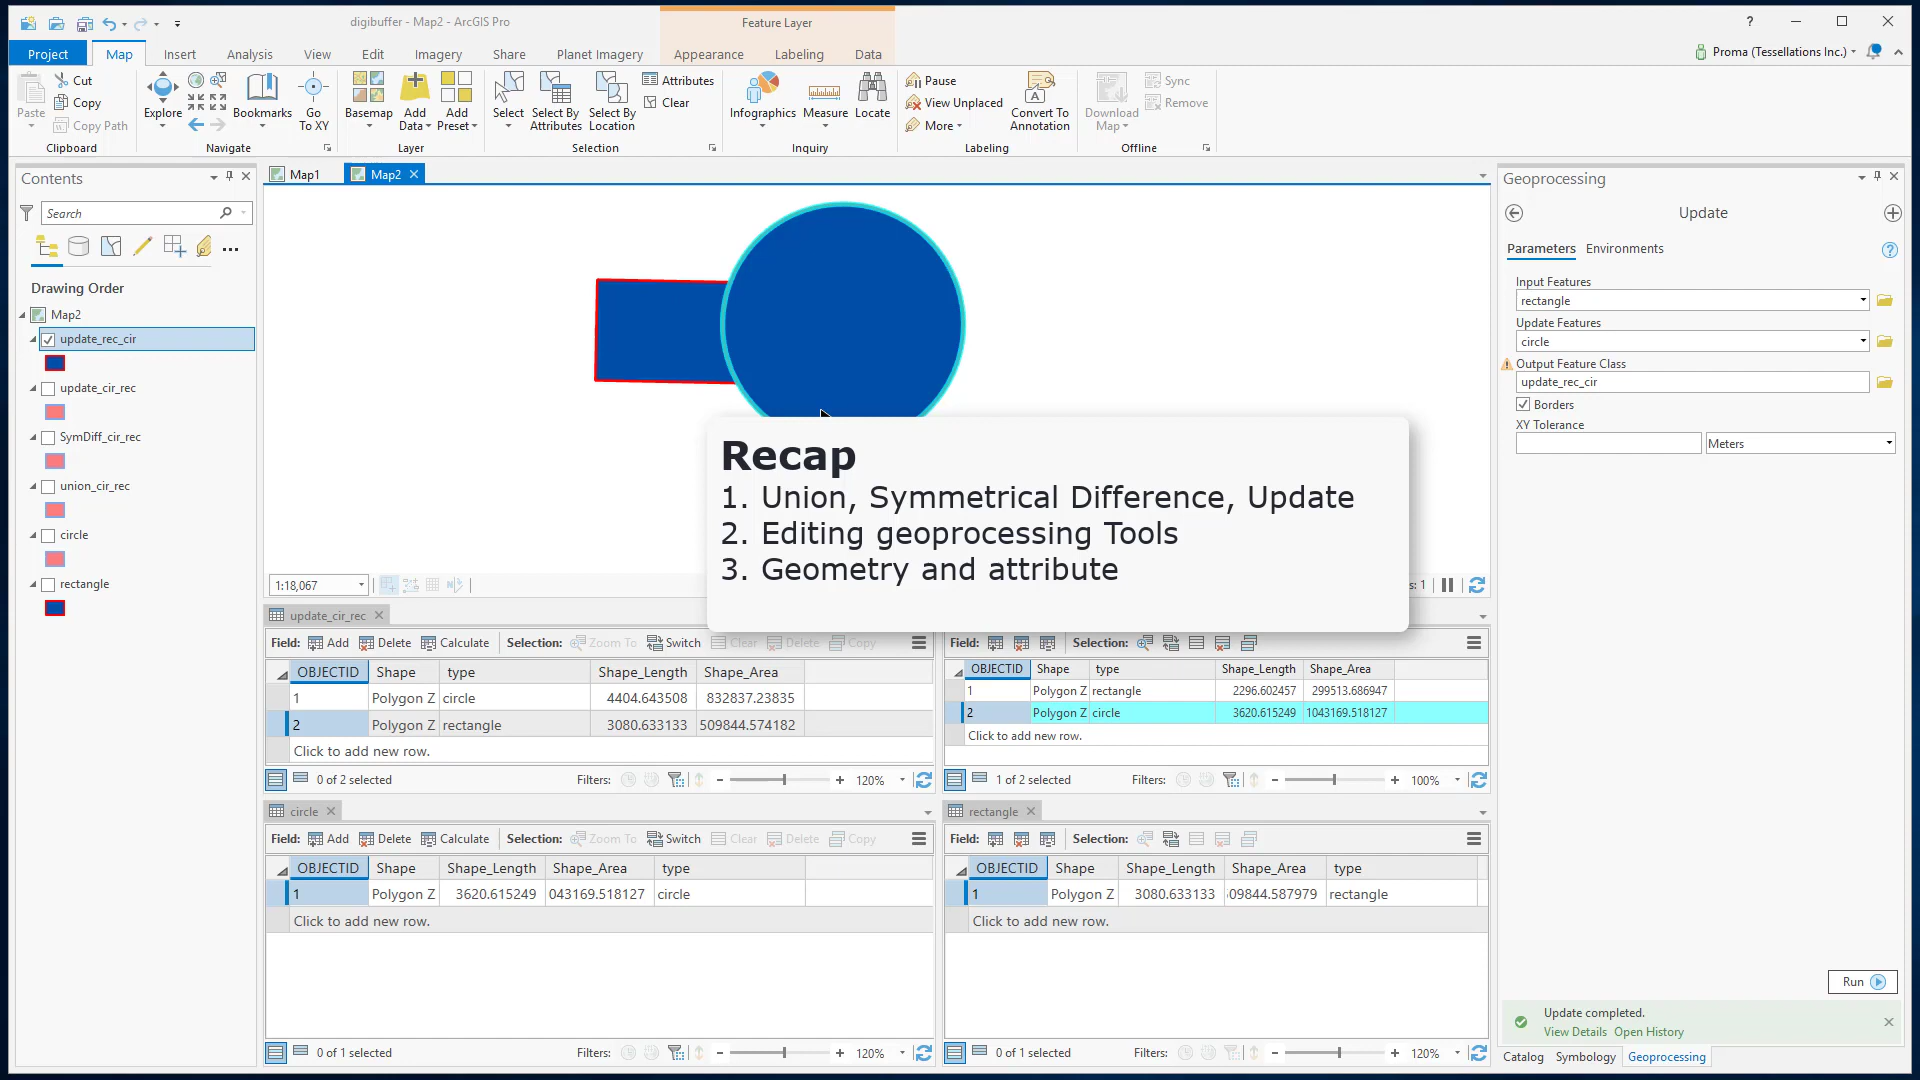 digibuffer - Map2 - ArcGIS Pro
Feature Layer
?
Project
Map
Insert
Analysis
View
Edit
Imagery
Share
Planet Imagery
Appearance
Labeling
Data
Proma (Tessellations Inc.)
Paste
Cut
Copy
Copy Path
Clipboard
Explore
Bookmarks
Go To XY
Navigate
Basemap
Add Data
Add Preset
Layer
Select
Select By Attributes
Select By Location
Attributes
Clear
Selection
Infographics
Measure
Locate
Inquiry
Pause
View Unplaced
More
Convert To Annotation
Labeling
Download Map
Sync
Remove
Offline
Contents
Search
Drawing Order
Map2
update_rec_cir
update_cir_rec
SymDiff_cir_rec
union_cir_rec
circle
rectangle
Map1
Map2
Recap
1. Union, Symmetrical Difference, Update
2. Editing geoprocessing Tools
3. Geometry and attribute
1:18,067
s: 1
update_cir_rec
Field: Add Delete Calculate Selection: Zoom To Switch Clear Delete Copy
OBJECTID Shape type Shape_Length Shape_Area
1 Polygon Z circle 4404.643508 832837.23835
2 Polygon Z rectangle 3080.633133 509844.574182
Click to add new row.
0 of 2 selected
Filters:
120%
Field: Selection:
OBJECTID Shape type Shape_Length Shape_Area
1 Polygon Z rectangle 2296.602457 299513.686947
2 Polygon Z circle 3620.615249 1043169.518127
Click to add new row.
1 of 2 selected
Filters:
100%
circle
Field: Add Delete Calculate Selection: Zoom To Switch Clear Delete Copy
OBJECTID Shape Shape_Length Shape_Area type
1 Polygon Z 3620.615249 043169.518127 circle
Click to add new row.
0 of 1 selected
Filters:
120%
rectangle
Field: Selection:
OBJECTID Shape Shape_Length Shape_Area type
1 Polygon Z 3080.633133 09844.587979 rectangle
Click to add new row.
0 of 1 selected
Filters:
120%
Geoprocessing
Update
Parameters
Environments
Input Features
rectangle
Update Features
circle
Output Feature Class
update_rec_cir
Borders
XY Tolerance
Meters
Run
Update completed.
View Details Open History
Catalog
Symbology
Geoprocessing